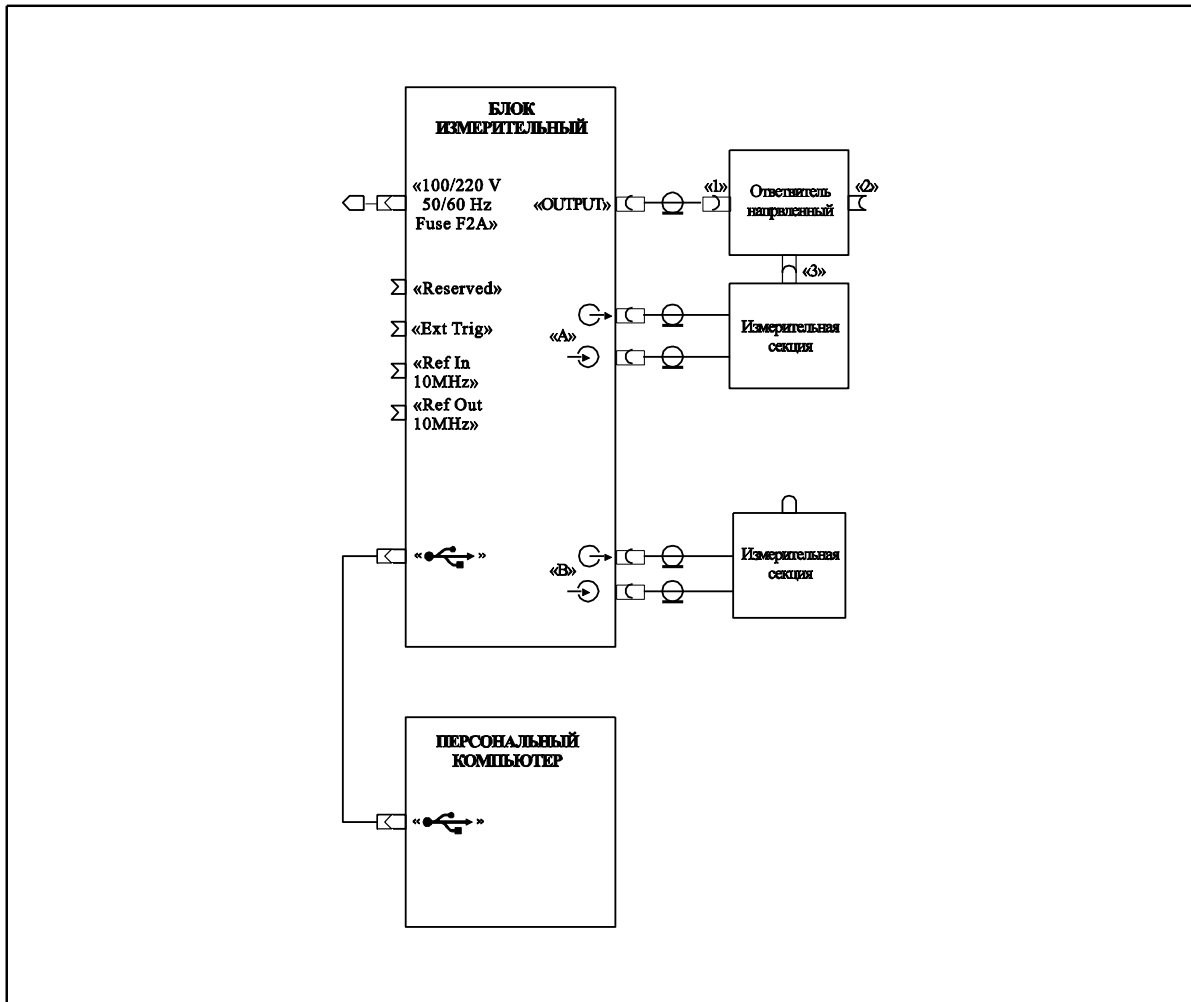 БЛОК
ИЗМЕРИТЕЛЬНЫЙ
«100/220 V
50/60 Hz
Fuse F2A»
«OUTPUT»
«1»
Ответвитель
напрвленный
«2»
«3»
«Reserved»
«Ext Trig»
«A»
Измерительная
секция
«Ref In
10MHz»
«Ref Out
10MHz»
« »
«B»
Измерительная
секция
ПЕРСОНАЛЬНЫЙ
КОМПЬЮТЕР
« »